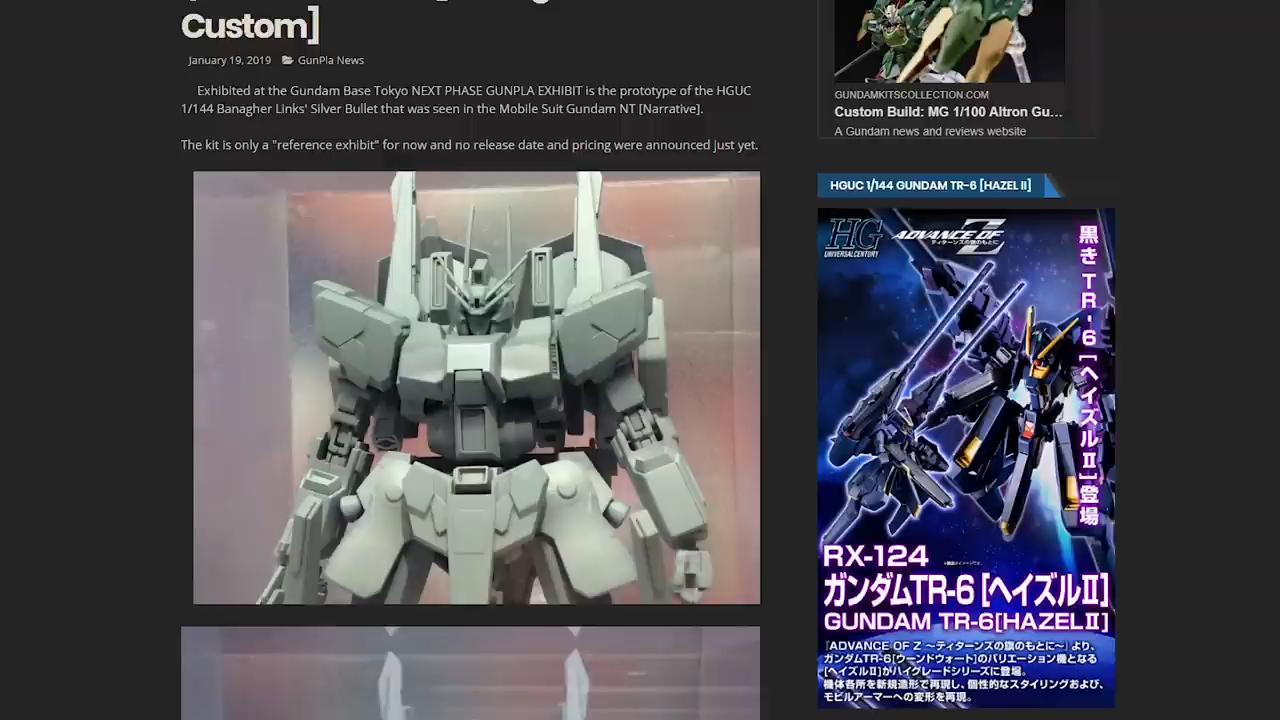 Custom]
January 19, 2019 GunPla News
Exhibited at the Gundam Base Tokyo NEXT PHASE GUNPLA EXHIBIT is the prototype of the HGUC
1/144 Banagher Links' Silver Bullet that was seen in the Mobile Suit Gundam NT [Narrative].
The kit is only a "reference exhibit" for now and no release date and pricing were announced just yet.
GUNDAMKITSCOLLECTION.COM
Custom Build: MG 1/100 Altron Gu...
A Gundam news and reviews website
HGUC 1/144 GUNDAM TR-6 [HAZEL II]
HG
UNIVERSAL CENTURY
ADVANCE OF Z
ティターンズの旗のもとに
黒きTR-6[ヘイズルⅡ]登場
RX-124
ガンダムTR-6[ヘイズルⅡ]
GUNDAM TR-6[HAZELⅡ]
『ADVANCE OF Z ～ティターンズの旗のもとに～』より、
ガンダムTR-6[ウーンドウォート]のバリエーション機となる
[ヘイズルⅡ]がハイグレードシリーズに登場。
機体各所を新規造形で再現し、個性的なスタイリングおよび、
モビルアーマーへの変形を再現。